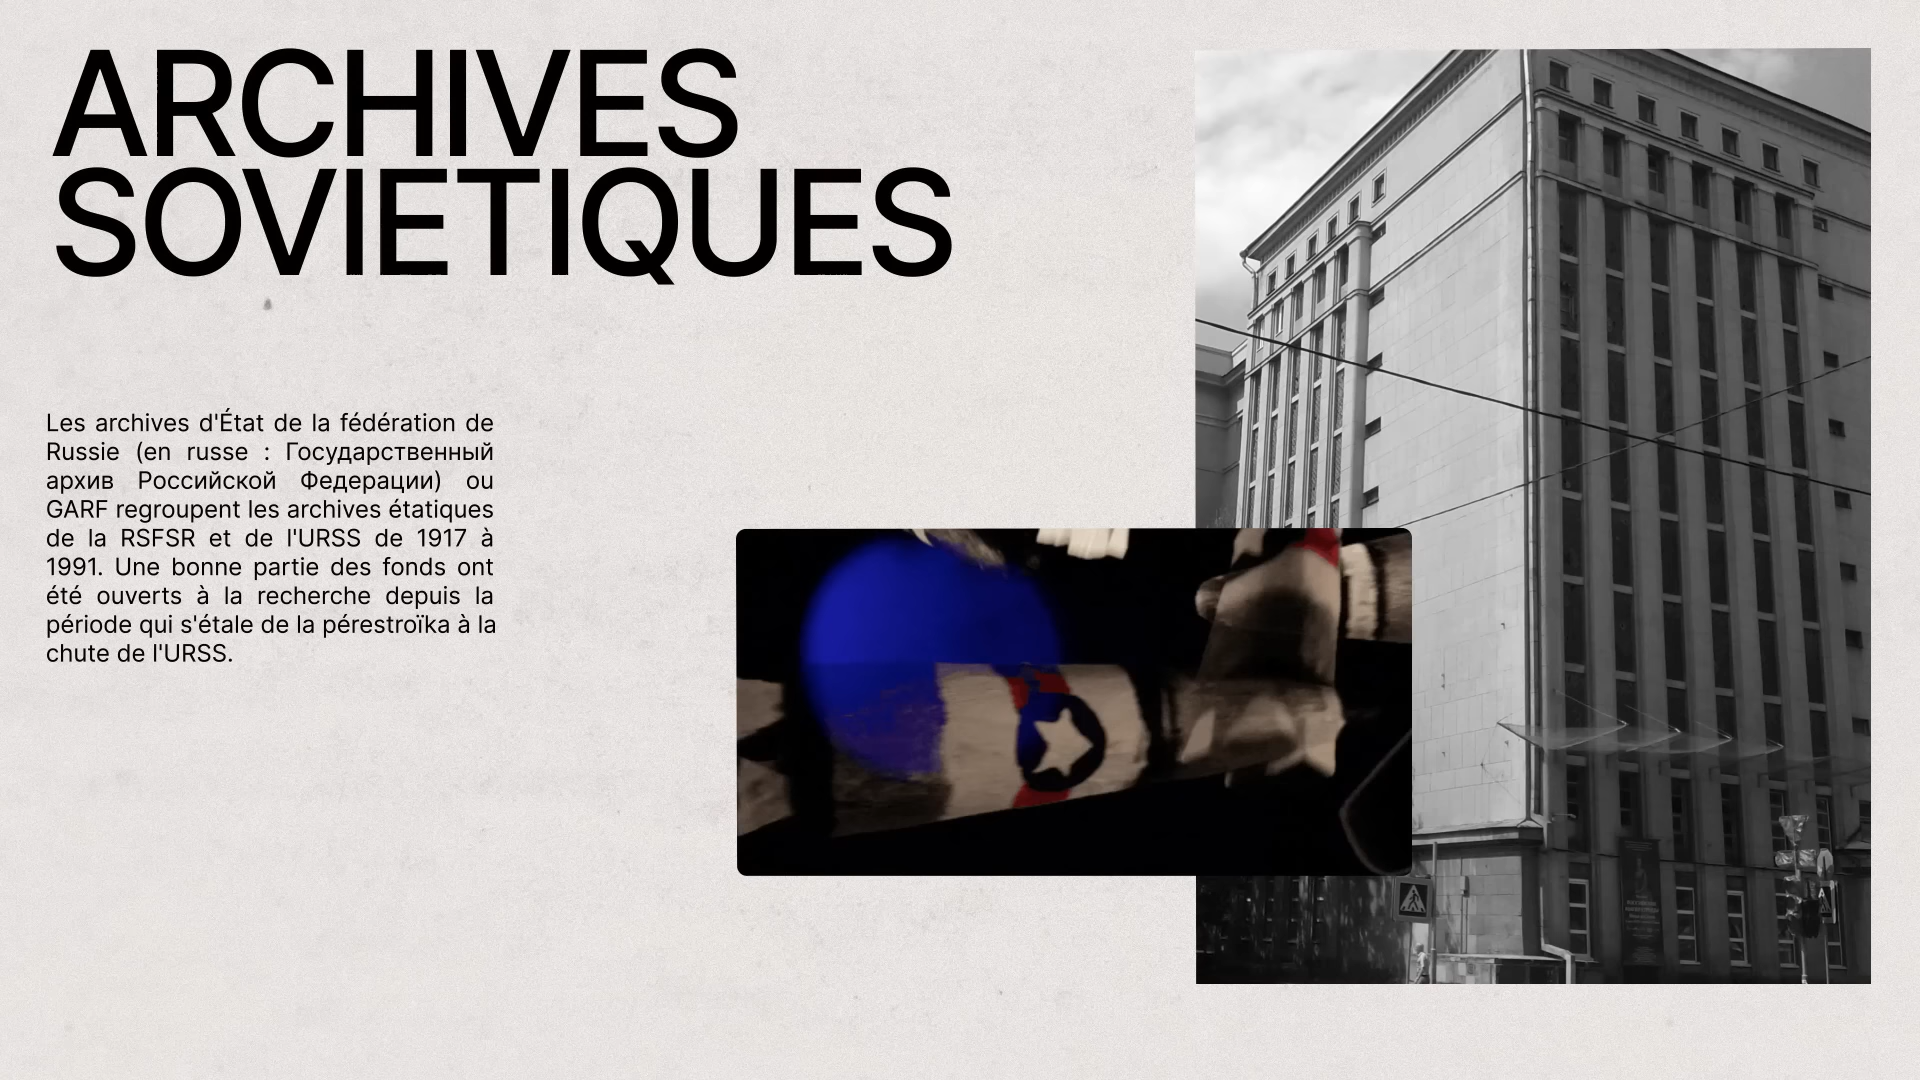 ARCHIVES
SOVIETIQUES
Les archives d'État de la fédération de
Russie (en russe : Государственный
архив Российской Федерации) ou
GARF regroupent les archives étatiques
de la RSFSR et de l'URSS de 1917 à
1991. Une bonne partie des fonds ont
été ouverts à la recherche depuis la
période qui s'étale de la pérestroïka à la
chute de l'URSS.